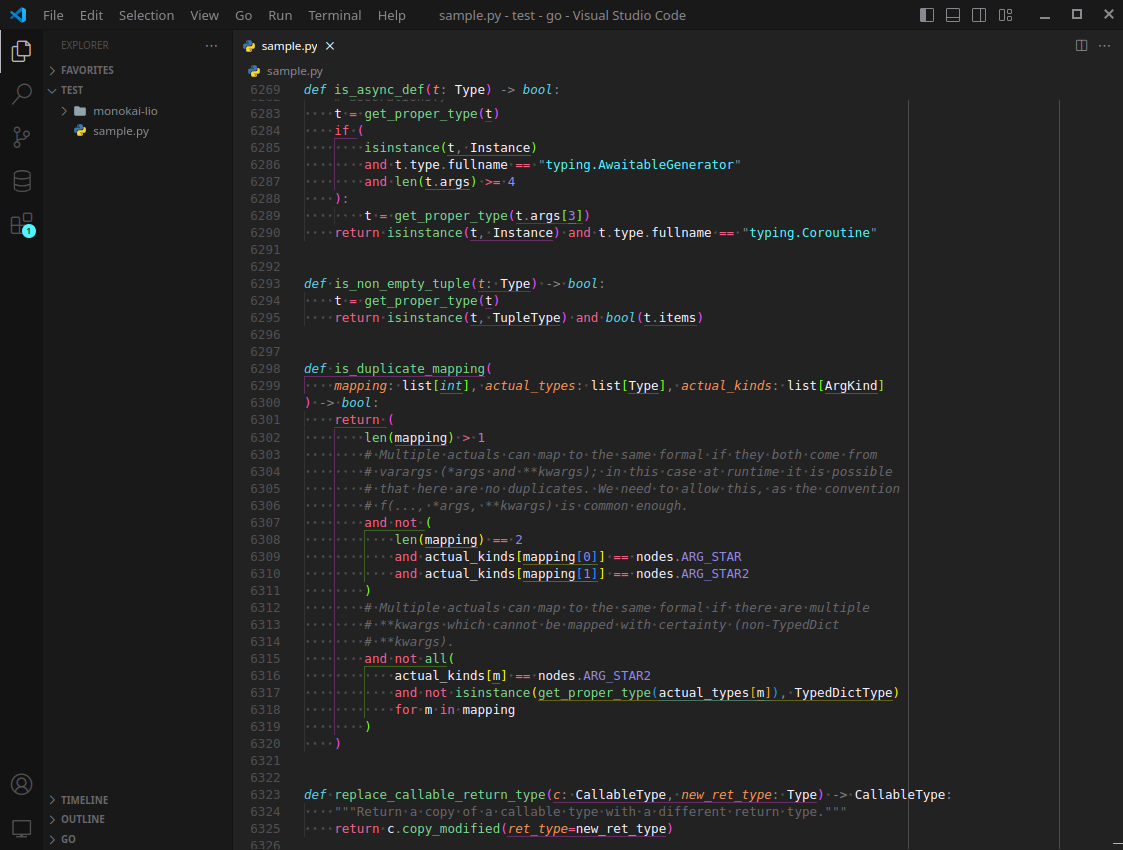 File Edit Selection View Go Run Terminal Help sample.py - test - go - Visual Studio Code
EXPLORER ···
FAVORITES
TEST
monokai-lio
sample.py
1
TIMELINE
OUTLINE
GO
sample.py
sample.py
6269 def is_async_def(t: Type) -> bool:
6283     t = get_proper_type(t)
6284     if (
6285         isinstance(t, Instance)
6286         and t.type.fullname == "typing.AwaitableGenerator"
6287         and len(t.args) >= 4
6288     ):
6289         t = get_proper_type(t.args[3])
6290     return isinstance(t, Instance) and t.type.fullname == "typing.Coroutine"
6291
6292
6293 def is_non_empty_tuple(t: Type) -> bool:
6294     t = get_proper_type(t)
6295     return isinstance(t, TupleType) and bool(t.items)
6296
6297
6298 def is_duplicate_mapping(
6299     mapping: list[int], actual_types: list[Type], actual_kinds: list[ArgKind]
6300 ) -> bool:
6301     return (
6302         len(mapping) > 1
6303         # Multiple actuals can map to the same formal if they both come from
6304         # varargs (*args and **kwargs); in this case at runtime it is possible
6305         # that here are no duplicates. We need to allow this, as the convention
6306         # f(..., *args, **kwargs) is common enough.
6307         and not (
6308             len(mapping) == 2
6309             and actual_kinds[mapping[0]] == nodes.ARG_STAR
6310             and actual_kinds[mapping[1]] == nodes.ARG_STAR2
6311         )
6312         # Multiple actuals can map to the same formal if there are multiple
6313         # **kwargs which cannot be mapped with certainty (non-TypedDict
6314         # **kwargs).
6315         and not all(
6316             actual_kinds[m] == nodes.ARG_STAR2
6317             and not isinstance(get_proper_type(actual_types[m]), TypedDictType)
6318             for m in mapping
6319         )
6320     )
6321
6322
6323 def replace_callable_return_type(c: CallableType, new_ret_type: Type) -> CallableType:
6324     """Return a copy of a callable type with a different return type."""
6325     return c.copy_modified(ret_type=new_ret_type)
6326